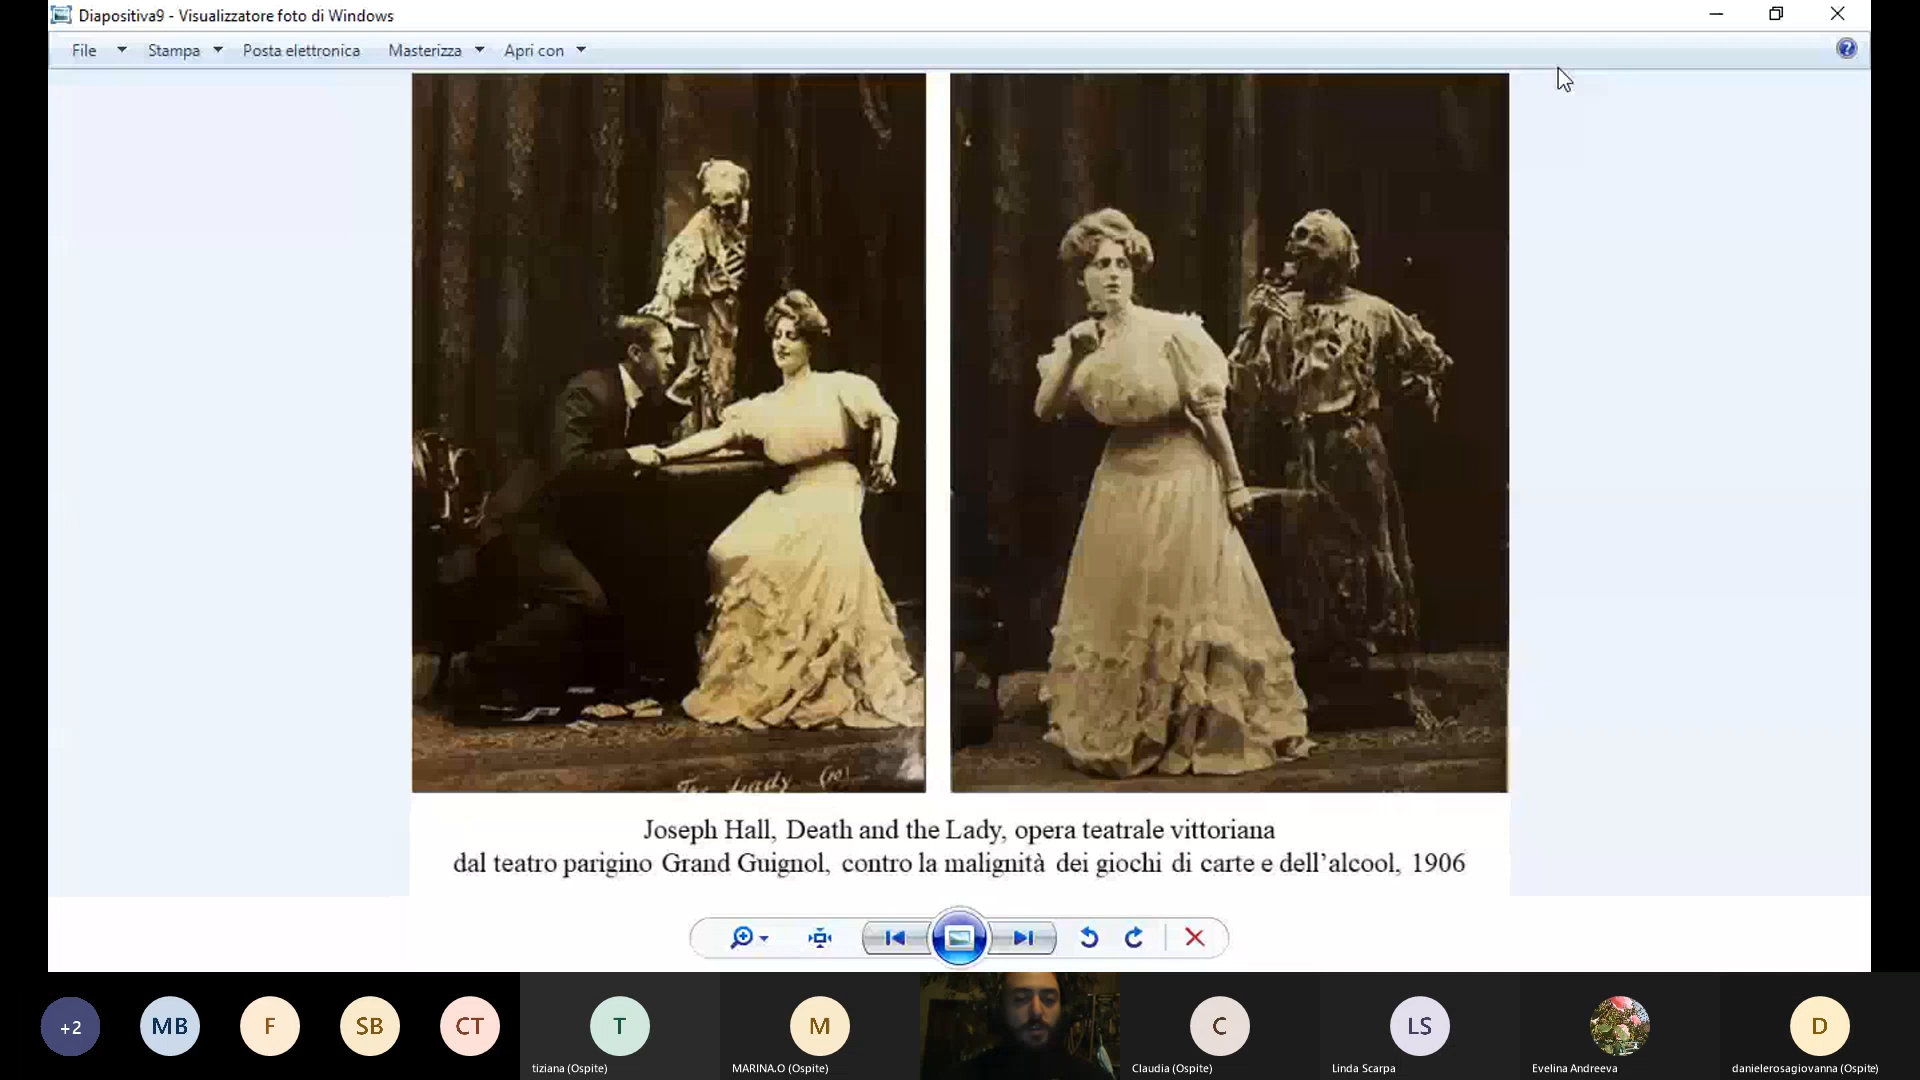 Diapositiva9 - Visualizzatore foto di Windows
File Stampa Posta elettronica Masterizza Apri con
Lady (10)
Joseph Hall, Death and the Lady, opera teatrale vittoriana
dal teatro parigino Grand Guignol, contro la malignità dei giochi di carte e dell’alcool, 1906
+2 MB F SB CT T M C LS D
tiziana (Ospite) MARINA.O (Ospite) Claudia (Ospite) Linda Scarpa Evelina Andreeva danielerosagiovanna (Ospite)